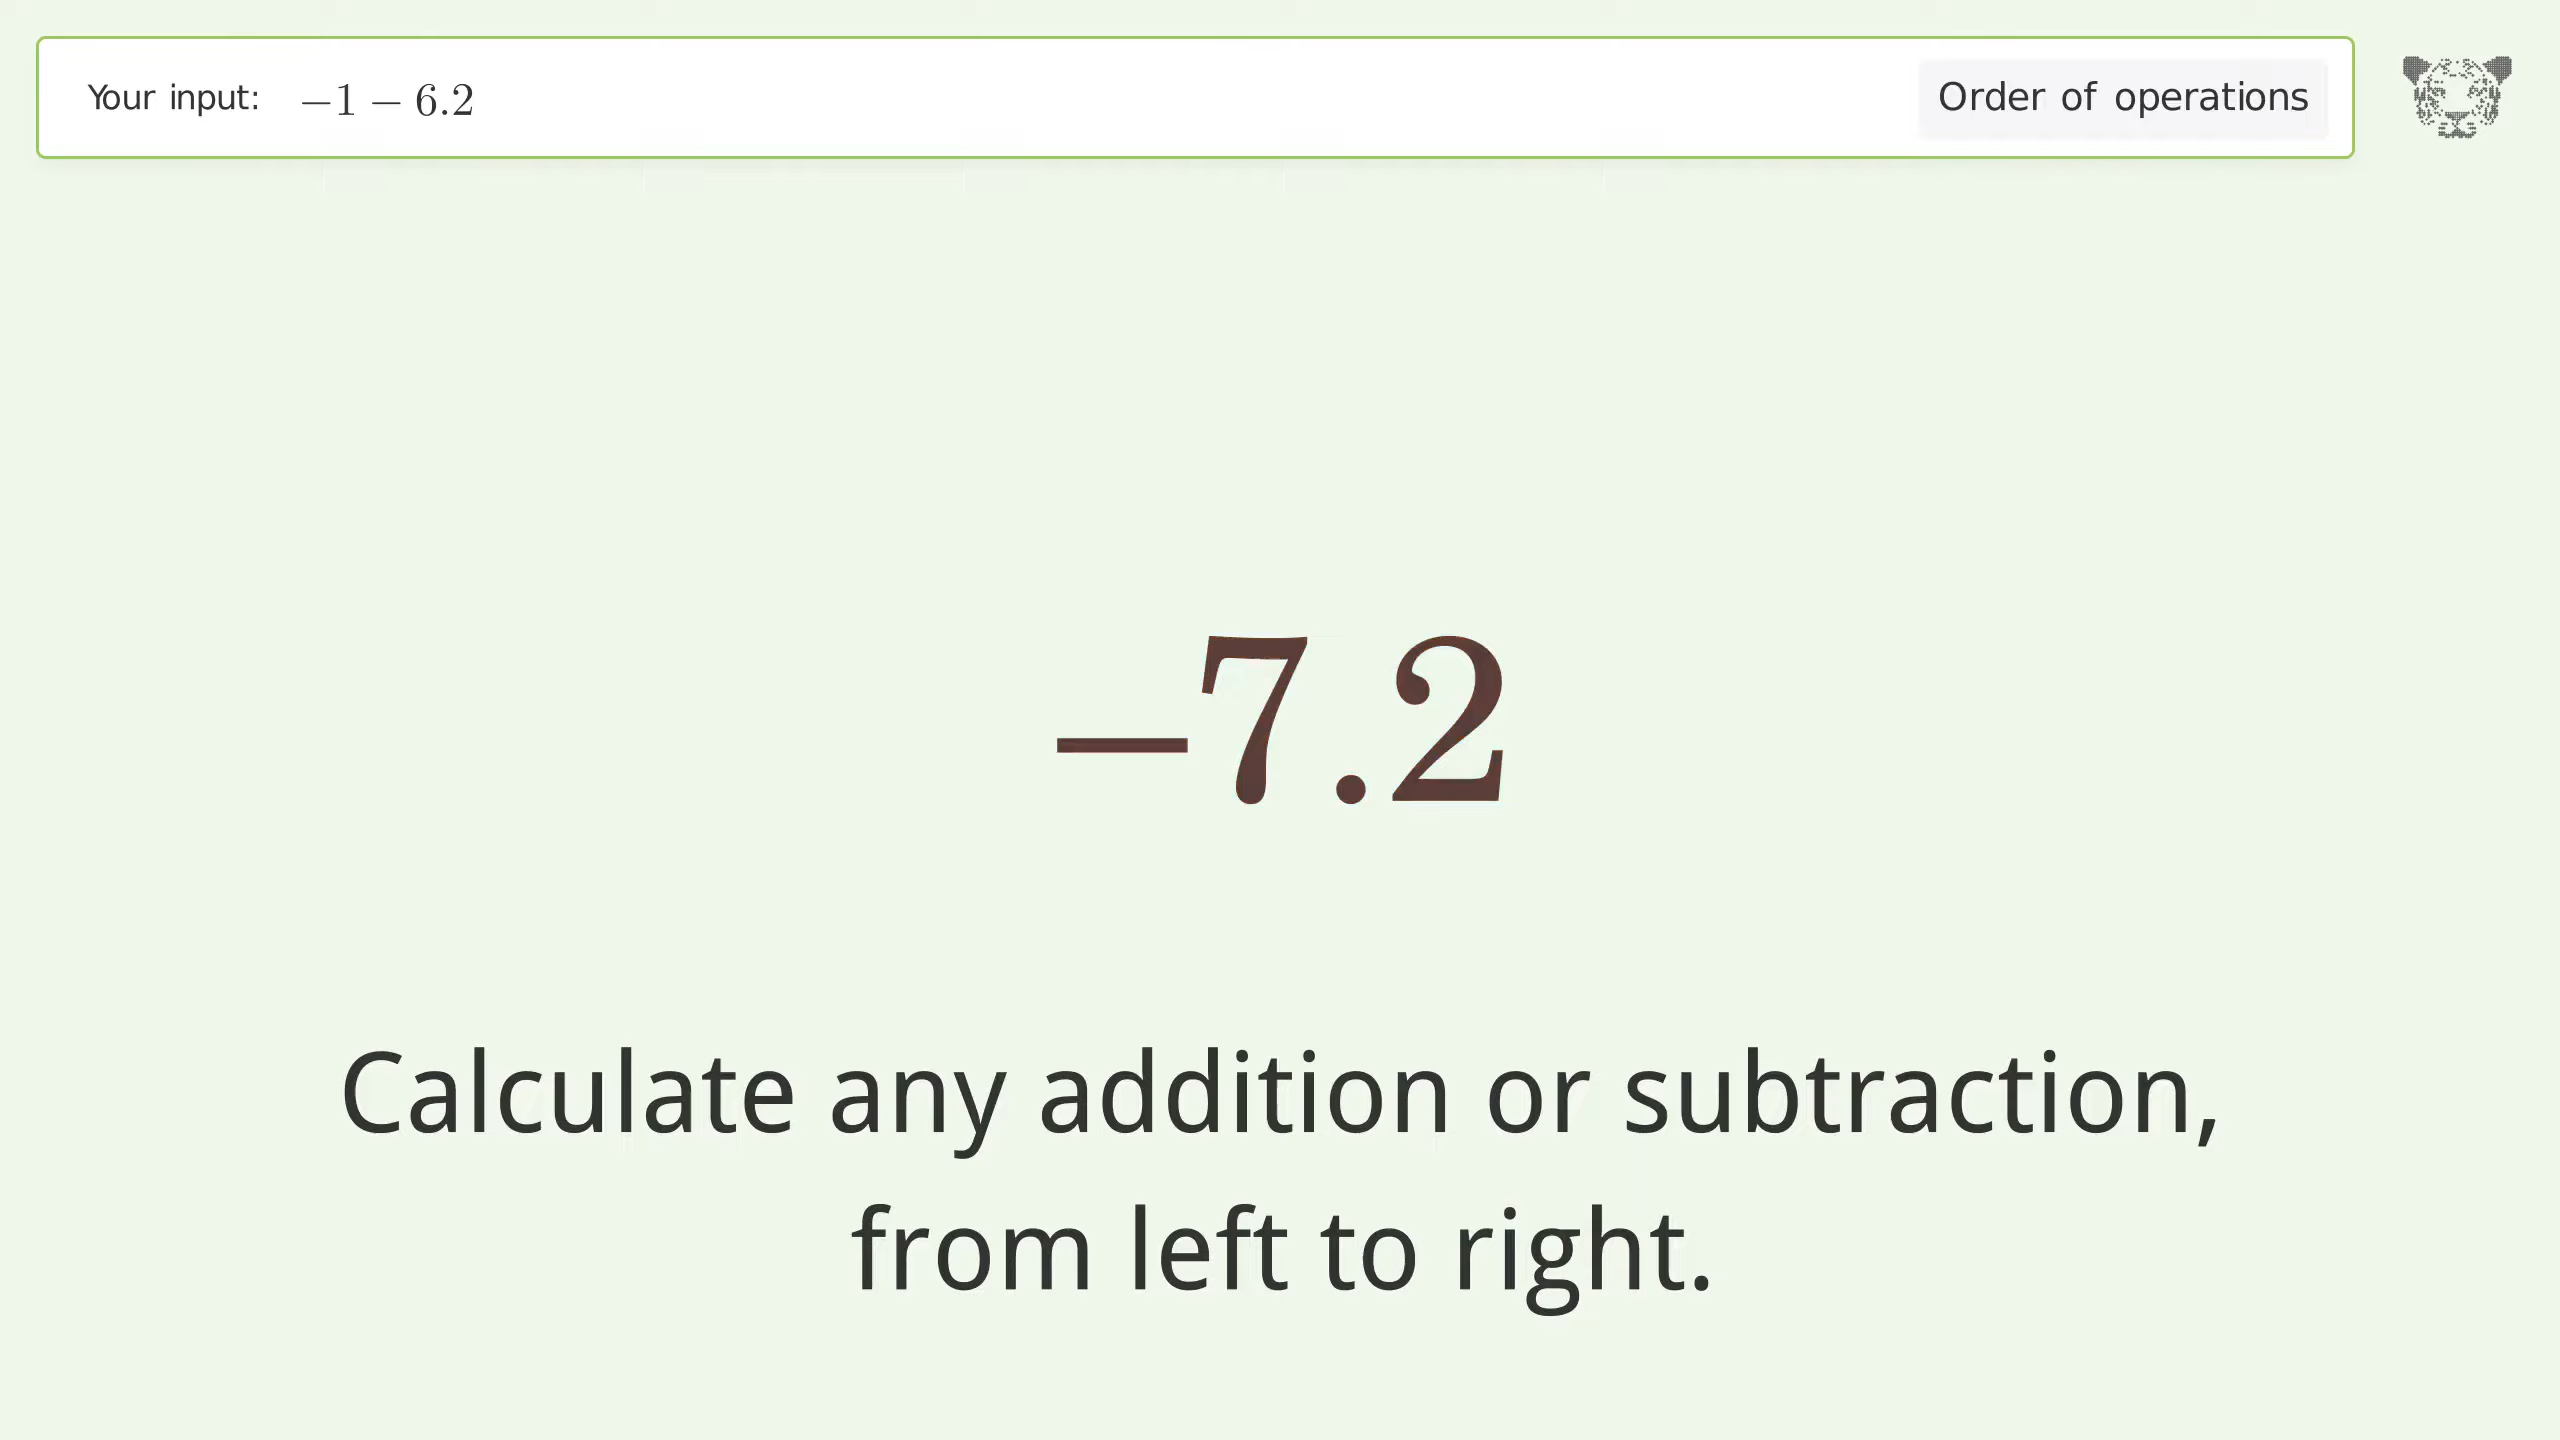 Your input: −1 − 6.2 Order of operations
−7.2
Calculate any addition or subtraction,
from left to right.